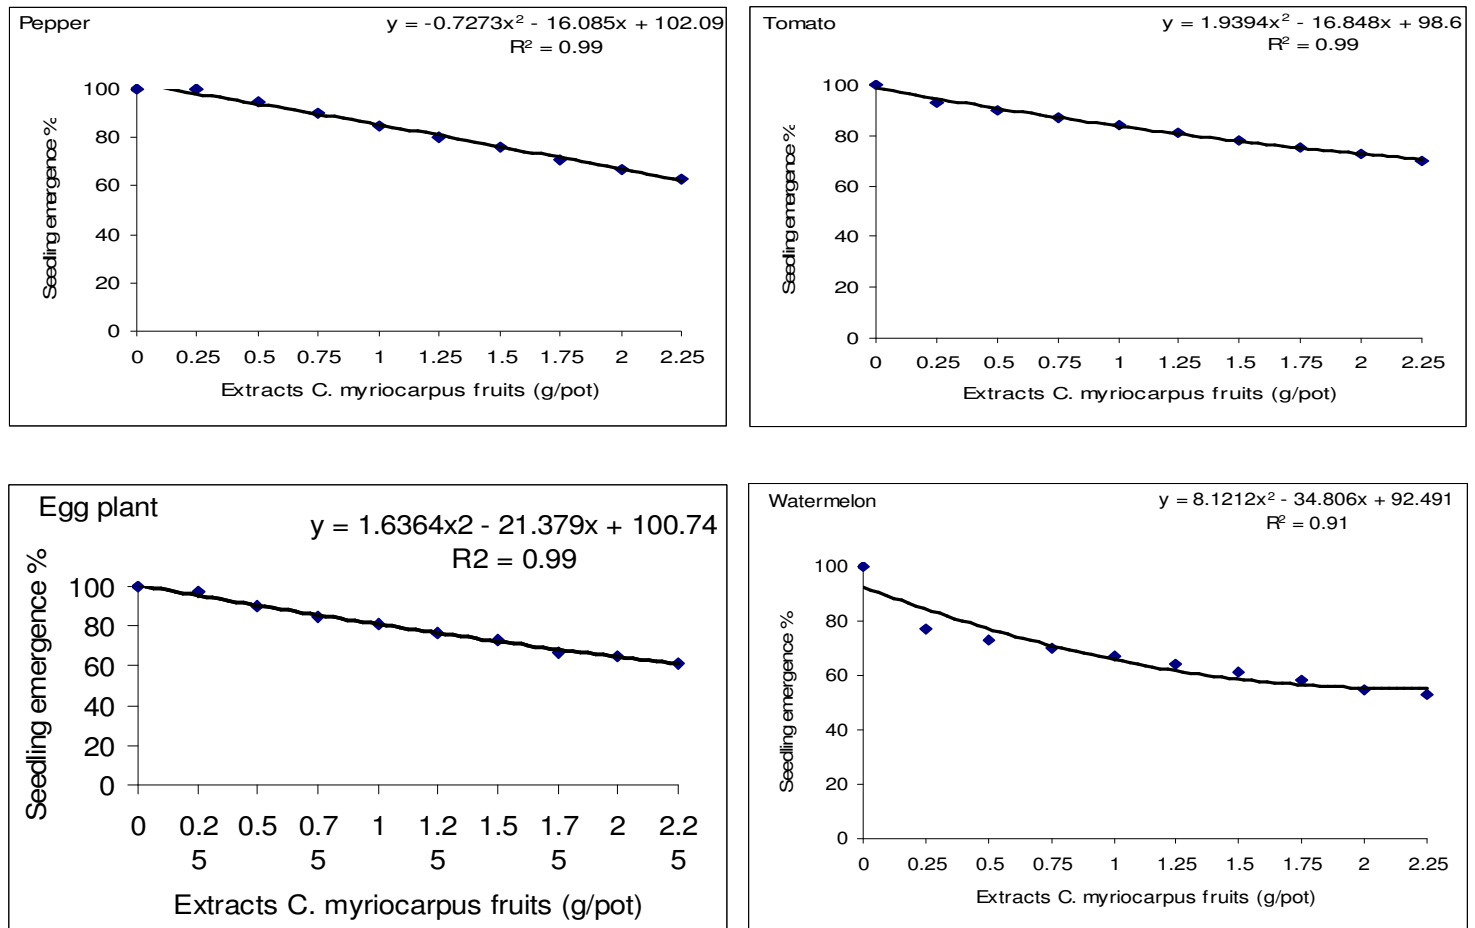 Pepper
y = -0.7273x² - 16.085x + 102.09
R² = 0.99
Seedling emergence %
100
80
60
40
20
0
0 0.25 0.5 0.75 1 1.25 1.5 1.75 2 2.25
Extracts C. myriocarpus fruits (g/pot)
Tomato
y = 1.9394x² - 16.848x + 98.6
R² = 0.99
Seedling emergence %
100
80
60
40
20
0
0 0.25 0.5 0.75 1 1.25 1.5 1.75 2 2.25
Extracts C. myriocarpus fruits (g/pot)
Egg plant
y = 1.6364x2 - 21.379x + 100.74
R2 = 0.99
Seedling emergence %
100
80
60
40
20
0
0 0.2 0.5 0.7 1 1.2 1.5 1.7 2 2.2
5 5 5 5 5
Extracts C. myriocarpus fruits (g/pot)
Watermelon
y = 8.1212x² - 34.806x + 92.491
R² = 0.91
Seedling emergence %
100
80
60
40
20
0
0 0.25 0.5 0.75 1 1.25 1.5 1.75 2 2.25
Extracts C. myriocarpus fruits (g/pot)